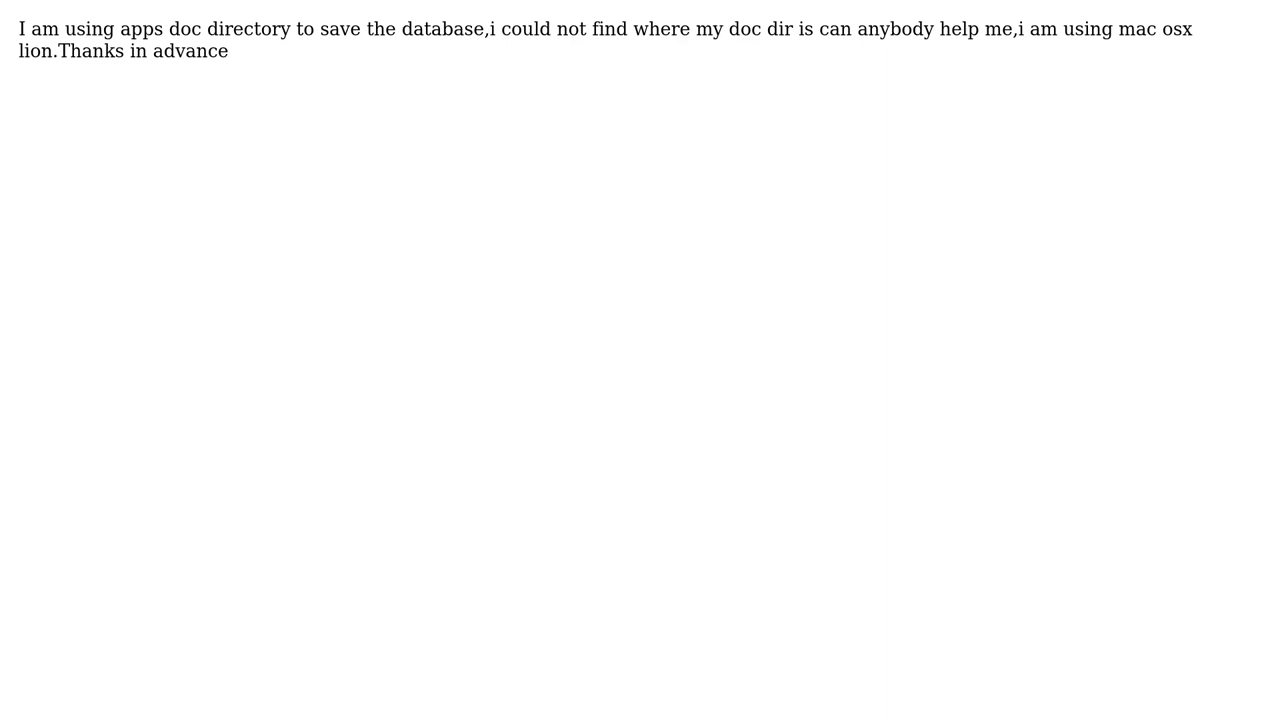 I am using apps doc directory to save the database,i could not find where my doc dir is can anybody help me,i am using mac osx
lion.Thanks in advance